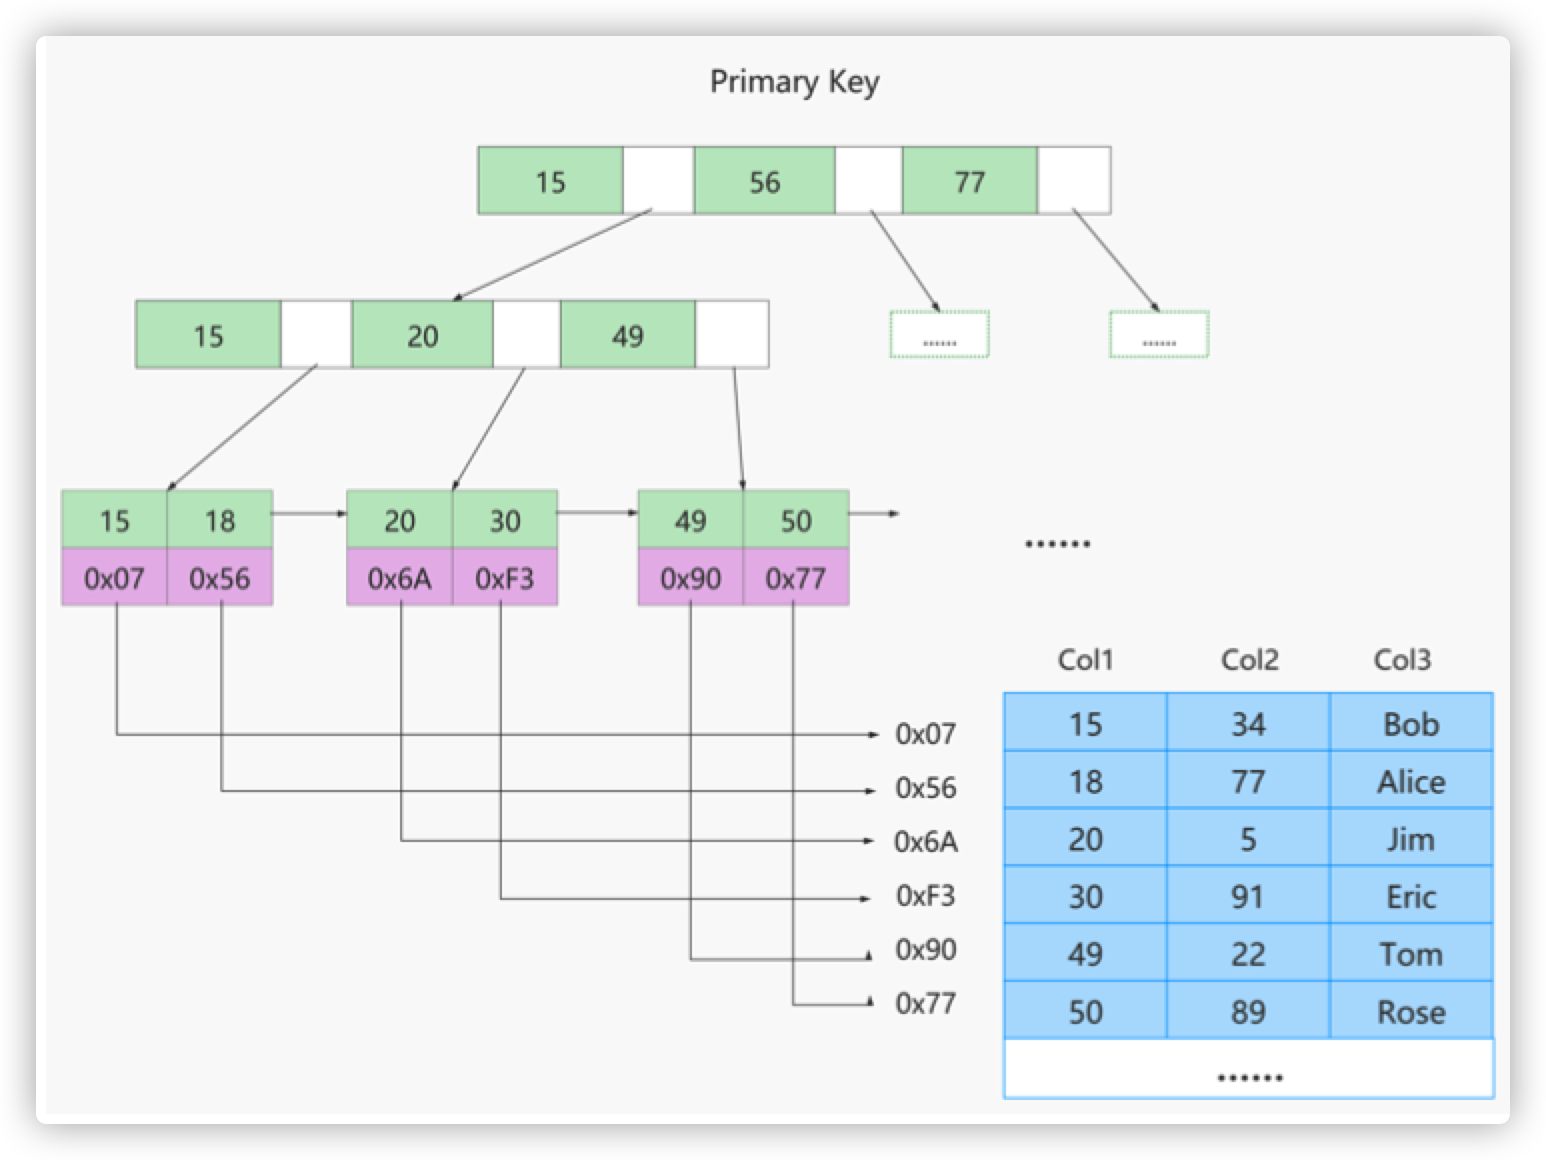 Primary Key
15 56 77
15 20 49
...... ......
15 18 20 30 49 50
0x07 0x56 0x6A 0xF3 0x90 0x77
......
Col1 Col2 Col3
0x07 15 34 Bob
0x56 18 77 Alice
0x6A 20 5 Jim
0xF3 30 91 Eric
0x90 49 22 Tom
0x77 50 89 Rose
......